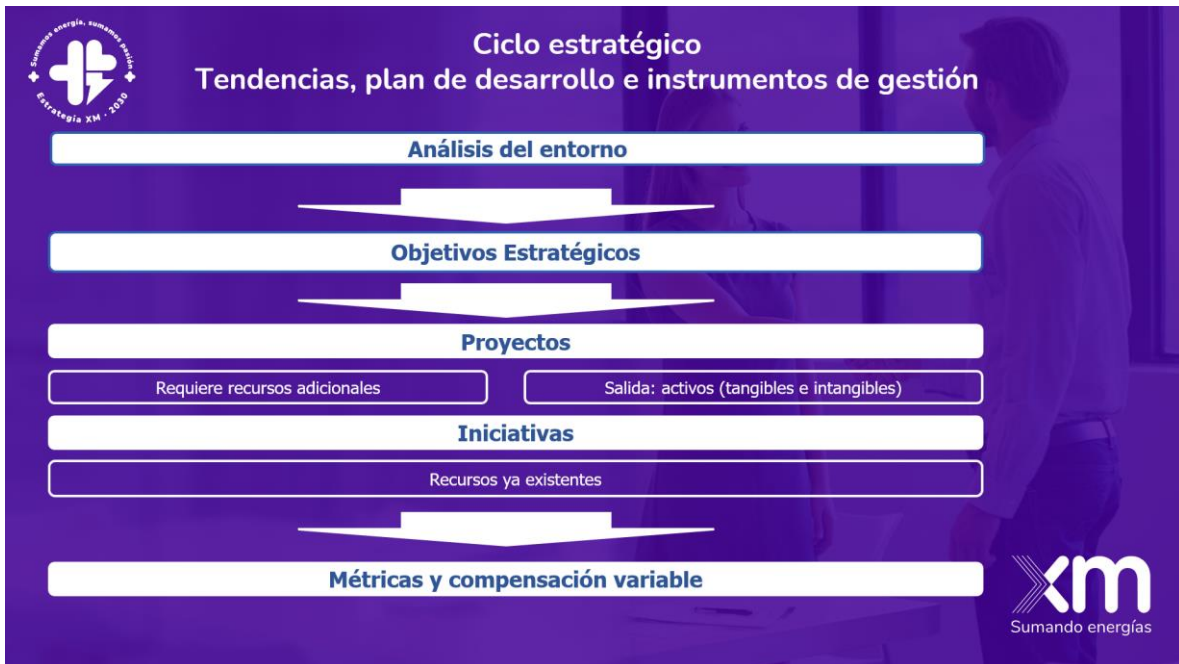 Sumamos energía, sumamos pasión
Estrategia XM · 2030
Ciclo estratégico
Tendencias, plan de desarrollo e instrumentos de gestión
Análisis del entorno
Objetivos Estratégicos
Proyectos
Requiere recursos adicionales
Salida: activos (tangibles e intangibles)
Iniciativas
Recursos ya existentes
Métricas y compensación variable
xm
Sumando energías